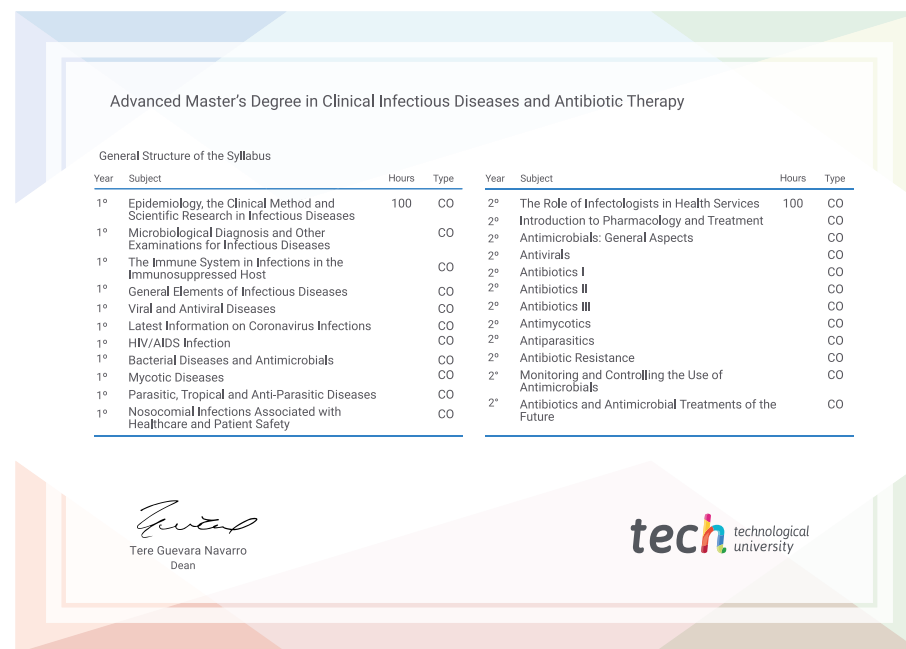 Advanced Master's Degree in Clinical Infectious Diseases and Antibiotic Therapy
General Structure of the Syllabus
Year Subject Hours Type
1º Epidemiology, the Clinical Method and 100 CO
Scientific Research in Infectious Diseases
1º Microbiological Diagnosis and Other CO
Examinations for Infectious Diseases
1º The Immune System in Infections in the
Immunosuppressed Host CO
1º General Elements of Infectious Diseases CO
1º Viral and Antiviral Diseases CO
1º Latest Information on Coronavirus Infections CO
1º HIV/AIDS Infection CO
1º Bacterial Diseases and Antimicrobials CO
1º Mycotic Diseases CO
1º Parasitic, Tropical and Anti-Parasitic Diseases CO
1º Nosocomial Infections Associated with CO
Healthcare and Patient Safety
Year Subject Hours Type
2º The Role of Infectologists in Health Services 100 CO
2º Introduction to Pharmacology and Treatment CO
2º Antimicrobials: General Aspects CO
2º Antivirals CO
2º Antibiotics I CO
2º Antibiotics II CO
2º Antibiotics III CO
2º Antimycotics CO
2º Antiparasitics CO
2º Antibiotic Resistance CO
2° Monitoring and Controlling the Use of CO
Antimicrobials
2° Antibiotics and Antimicrobial Treatments of the CO
Future
Tere Guevara Navarro
Dean
tech technological
university